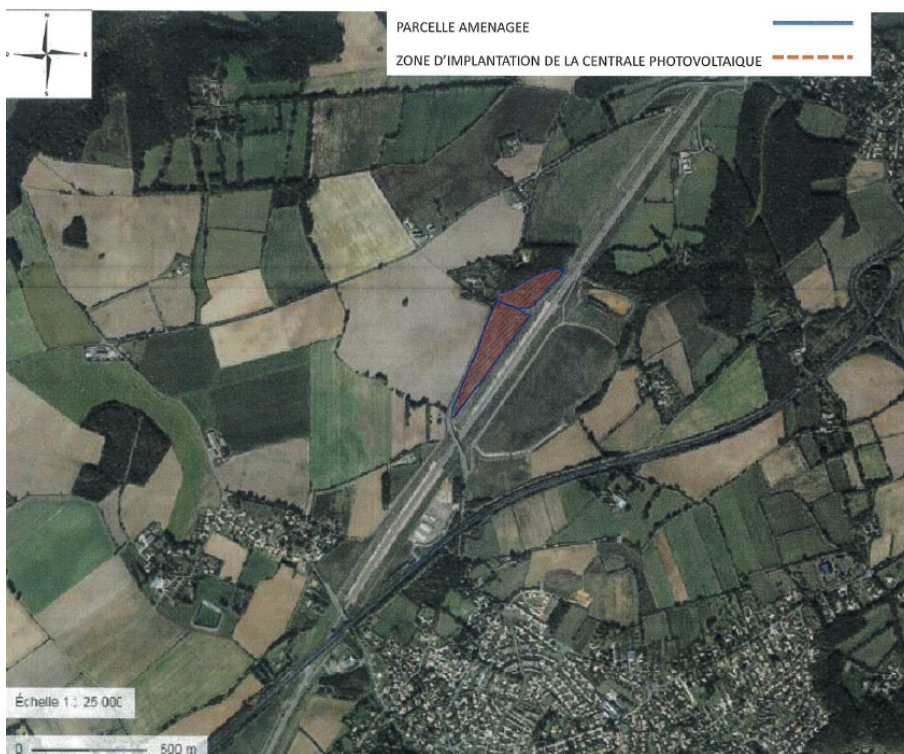 PARCELLE AMENAGEE
ZONE D'IMPLANTATION DE LA CENTRALE PHOTOVOLTAIQUE
N
O
E
S
Échelle 1 : 25 000
0 500 m